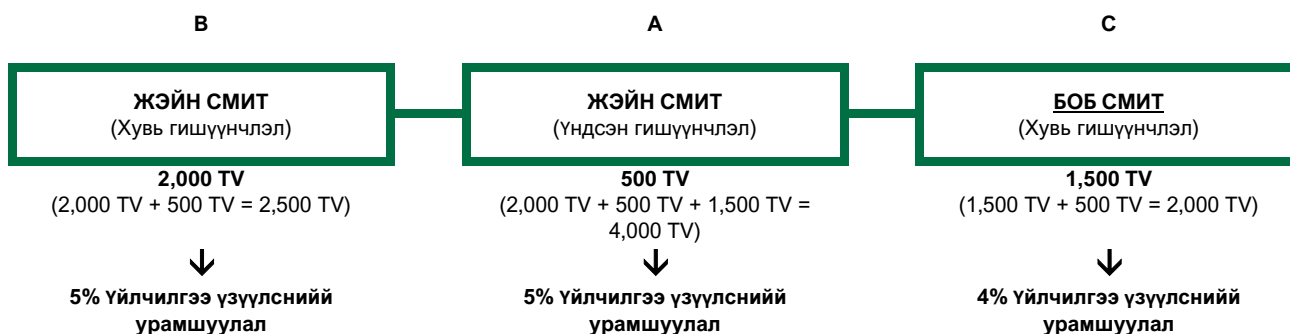 B
ЖЭЙН СМИТ
(Хувь гишүүнчлэл)
2,000 TV
(2,000 TV + 500 TV = 2,500 TV)
5% Үйлчилгээ үзүүлснийй
урамшуулал
A
ЖЭЙН СМИТ
(Үндсэн гишүүнчлэл)
500 TV
(2,000 TV + 500 TV + 1,500 TV =
4,000 TV)
5% Үйлчилгээ үзүүлснийй
урамшуулал
C
БОБ СМИТ
(Хувь гишүүнчлэл)
1,500 TV
(1,500 TV + 500 TV = 2,000 TV)
4% Үйлчилгээ үзүүлснийй
урамшуулал